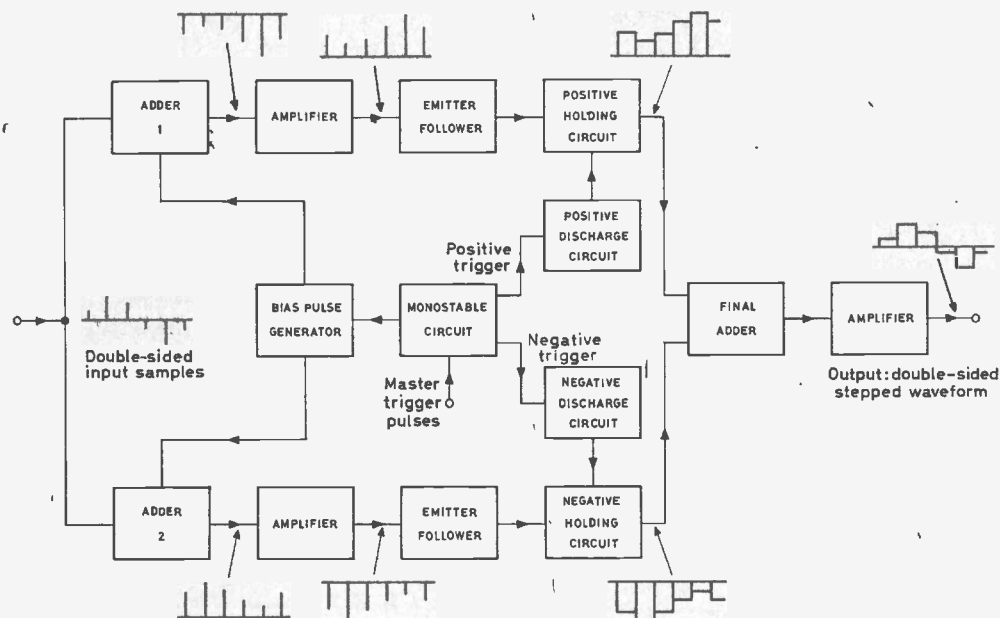 ADDER
1
AMPLIFIER
EMITTER
FOLLOWER
POSITIVE
HOLDING
CIRCUIT
POSITIVE
DISCHARGE
CIRCUIT
Positive
trigger
Double-sided
input samples
BIAS PULSE
GENERATOR
MONOSTABLE
CIRCUIT
Master
trigger
pulses
Negative
trigger
NEGATIVE
DISCHARGE
CIRCUIT
FINAL
ADDER
AMPLIFIER
Output:double-sided
stepped waveform
ADDER
2
AMPLIFIER
EMITTER
FOLLOWER
NEGATIVE
HOLDING
CIRCUIT